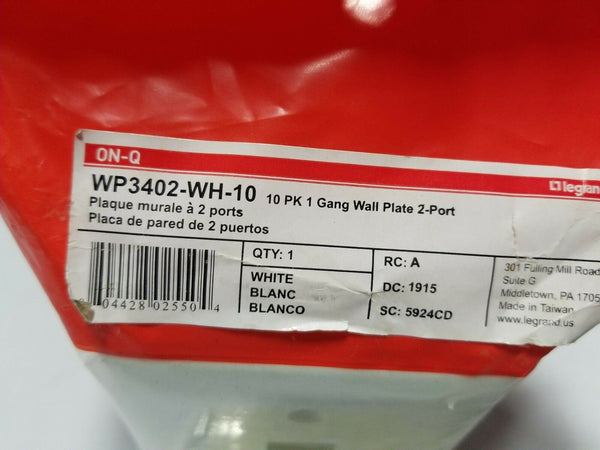 ON-Q
legrand
WP3402-WH-10 10 PK 1 Gang Wall Plate 2-Port
Plaque murale à 2 ports
Placa de pared de 2 puertos
QTY: 1
WHITE
BLANC
BLANCO
RC: A
DC: 1915
SC: 5924CD
301 Fulling Mill Road
Suite G
Middletown, PA 1705
Made in Taiwan
www.legrand.us
04428 02550 4